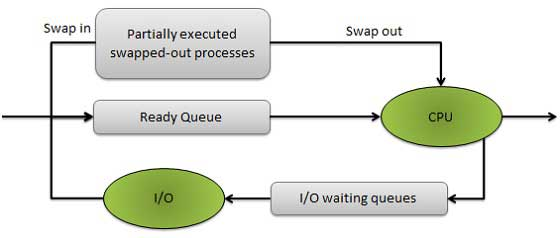 Swap in
Partially executed
swapped-out processes
Swap out
Ready Queue
CPU
I/O
I/O waiting queues